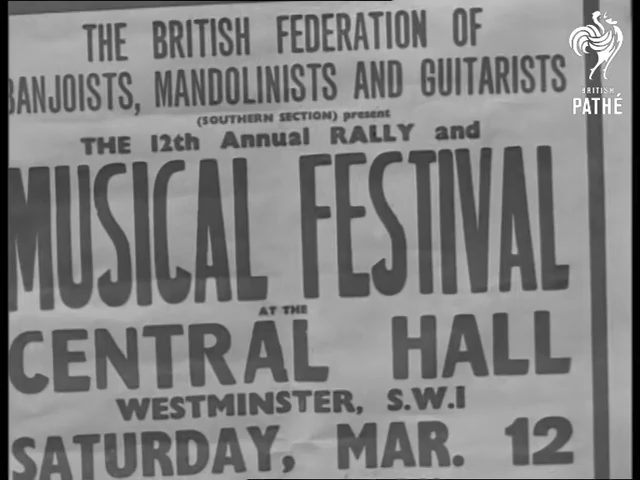 THE BRITISH FEDERATION OF
BANJOISTS, MANDOLINISTS AND GUITARISTS
(SOUTHERN SECTION) present
THE 12th Annual RALLY and
MUSICAL FESTIVAL
AT THE
CENTRAL HALL
WESTMINSTER, S.W.1
SATURDAY, MAR. 12
BRITISH
PATHÉ